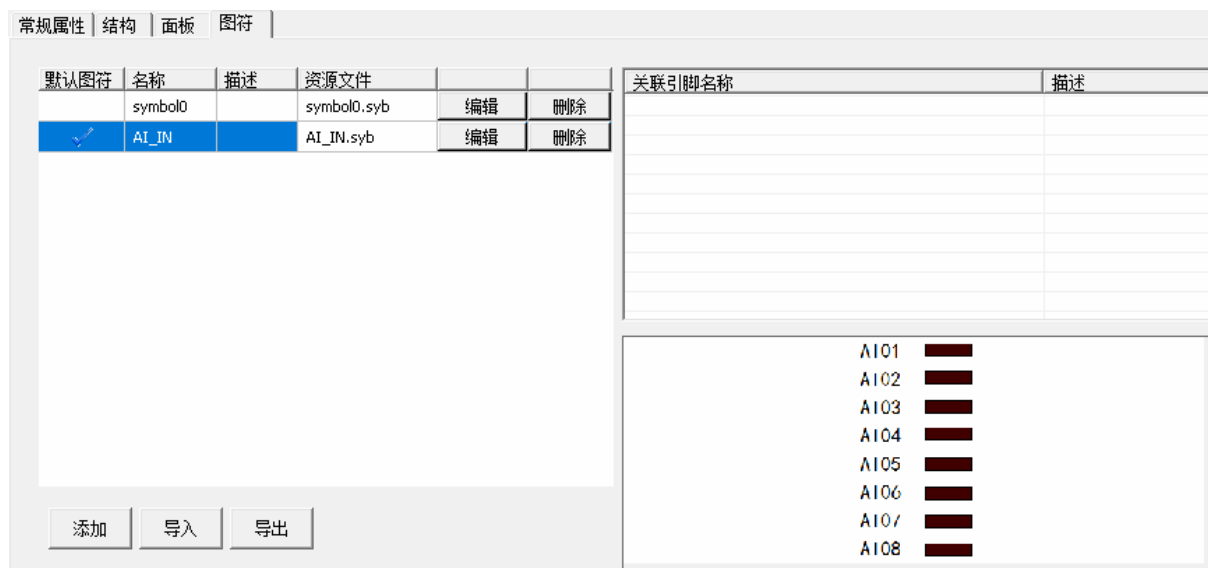 常规属性 结构 面板 图符
默认图符 名称 描述 资源文件
symbol0 symbol0.syb 编辑 删除
AI_IN AI_IN.syb 编辑 删除
添加 导入 导出
关联引脚名称 描述
AI01
AI02
AI03
AI04
AI05
AI06
AI07
AI08